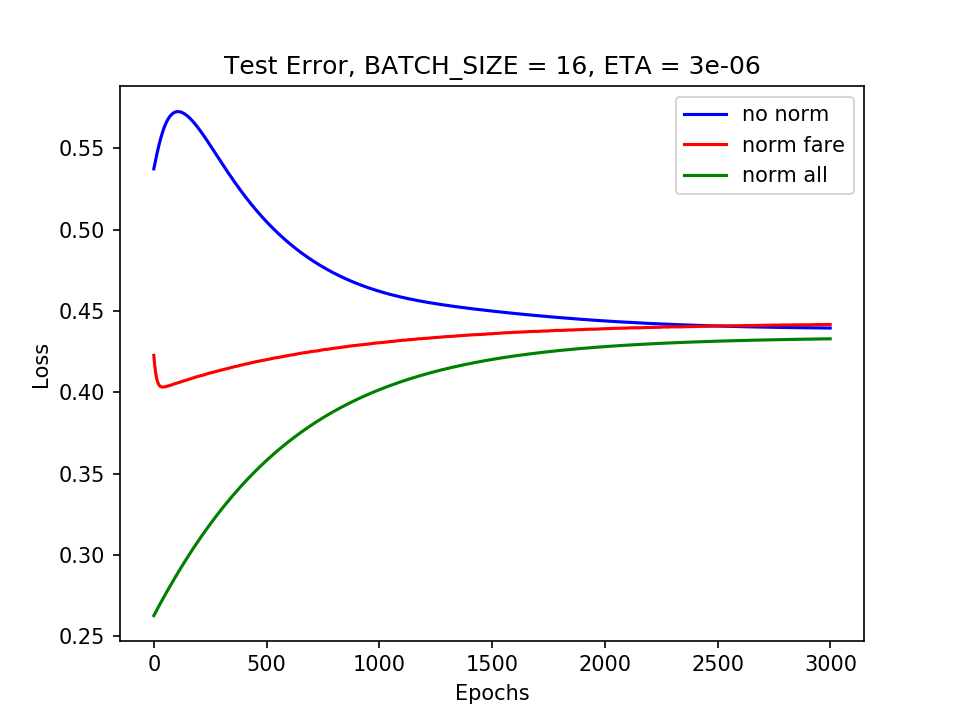 Test Error, BATCH_SIZE = 16, ETA = 3e-06
no norm
norm fare
norm all
Loss
0.55
0.50
0.45
0.40
0.35
0.30
0.25
0 500 1000 1500 2000 2500 3000
Epochs